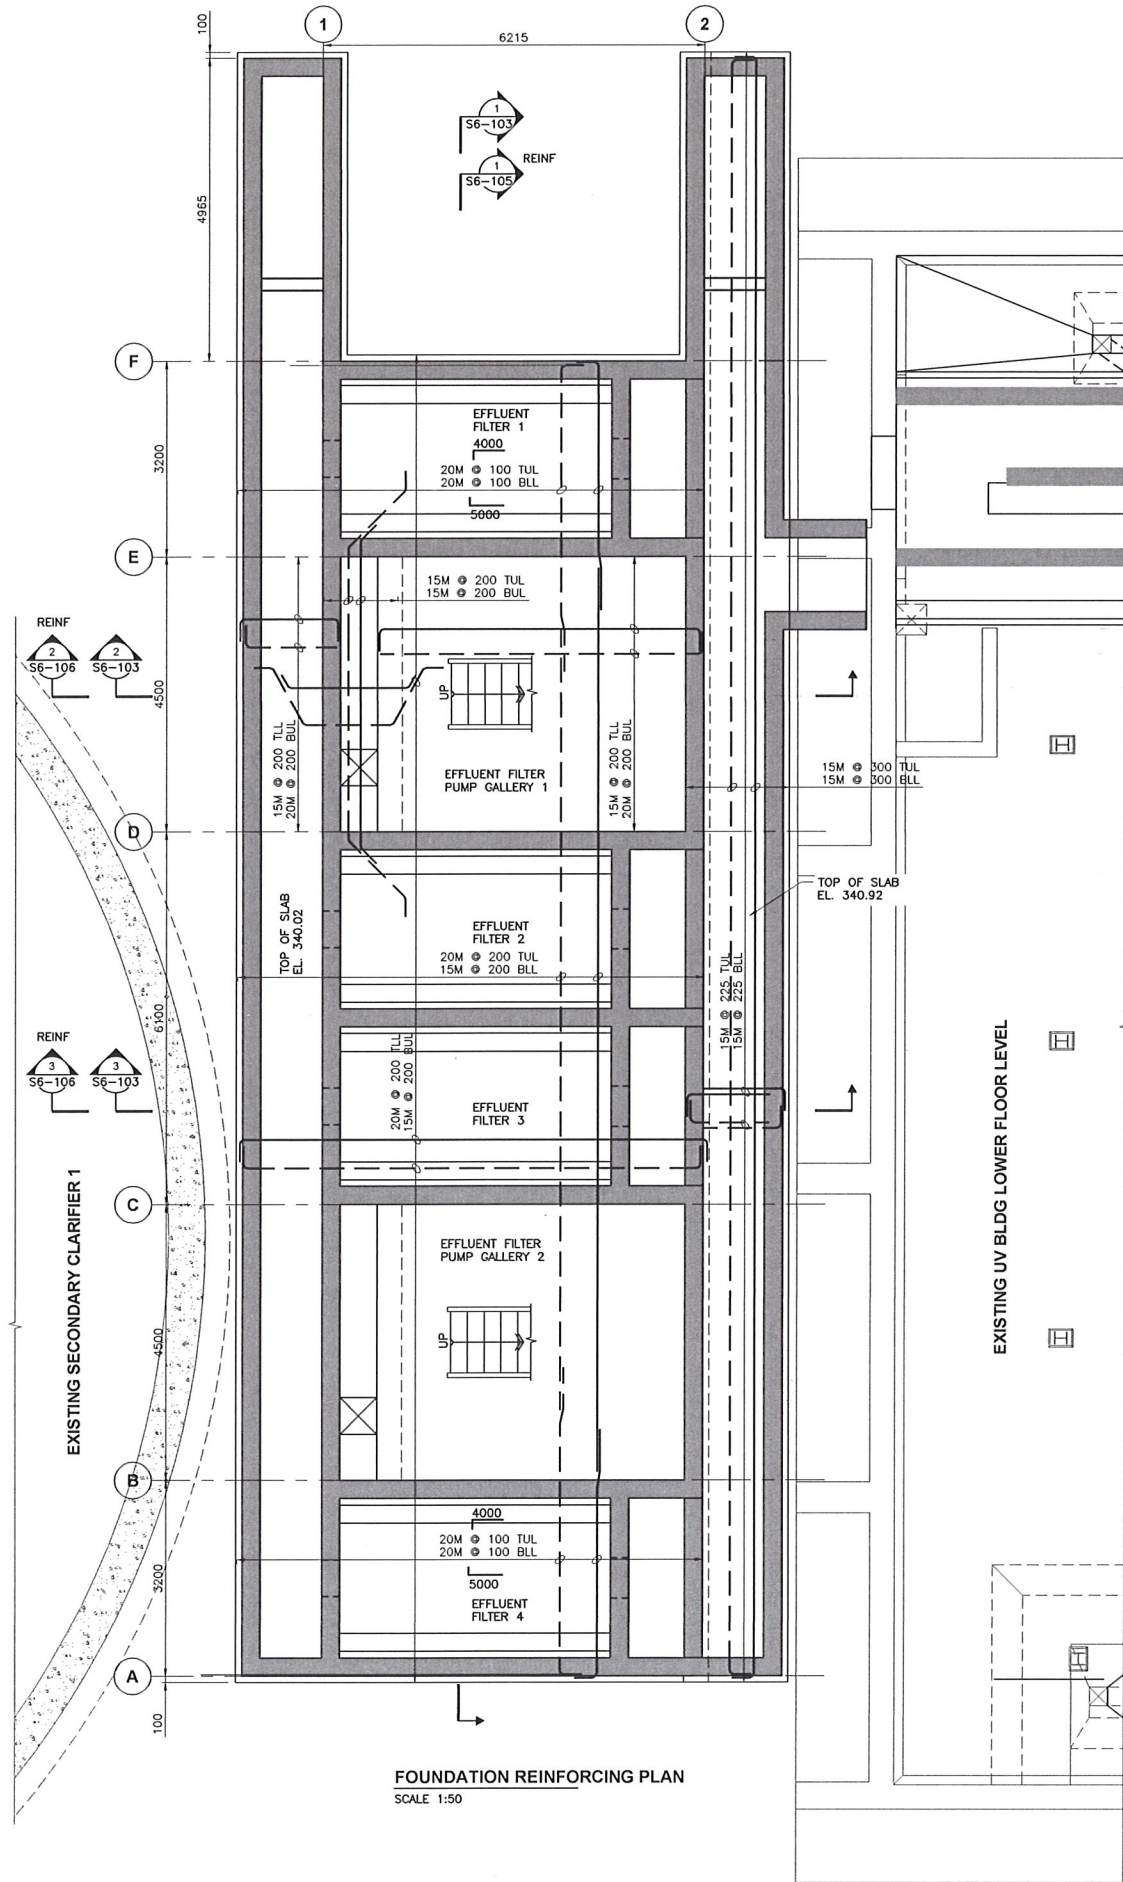 1
2
100
6215
1
S6-103
1
S6-105
REINF
4965
F
EFFLUENT
FILTER 1
4000
20M @ 100 TUL
20M @ 100 BLL
5000
3200
E
15M @ 200 TUL
15M @ 200 BUL
REINF
2
S6-106
2
S6-103
4500
UP
15M @ 200 TLL
20M @ 200 BUL
15M @ 200 TLL
20M @ 200 BUL
EFFLUENT FILTER
PUMP GALLERY 1
15M @ 300 TUL
15M @ 300 BLL
D
TOP OF SLAB
EL. 340.92
TOP OF SLAB
EL. 340.02
EFFLUENT
FILTER 2
20M @ 200 TUL
15M @ 200 BLL
15M @ 225 TUL
15M @ 225 BLL
6100
REINF
3
S6-106
3
S6-103
20M @ 200 TLL
15M @ 200 BUL
EFFLUENT
FILTER 3
EXISTING UV BLDG LOWER FLOOR LEVEL
EXISTING SECONDARY CLARIFIER 1
C
EFFLUENT FILTER
PUMP GALLERY 2
UP
4500
H
H
H
B
4000
20M @ 100 TUL
20M @ 100 BLL
5000
EFFLUENT
FILTER 4
3200
H
A
100
FOUNDATION REINFORCING PLAN
SCALE 1:50